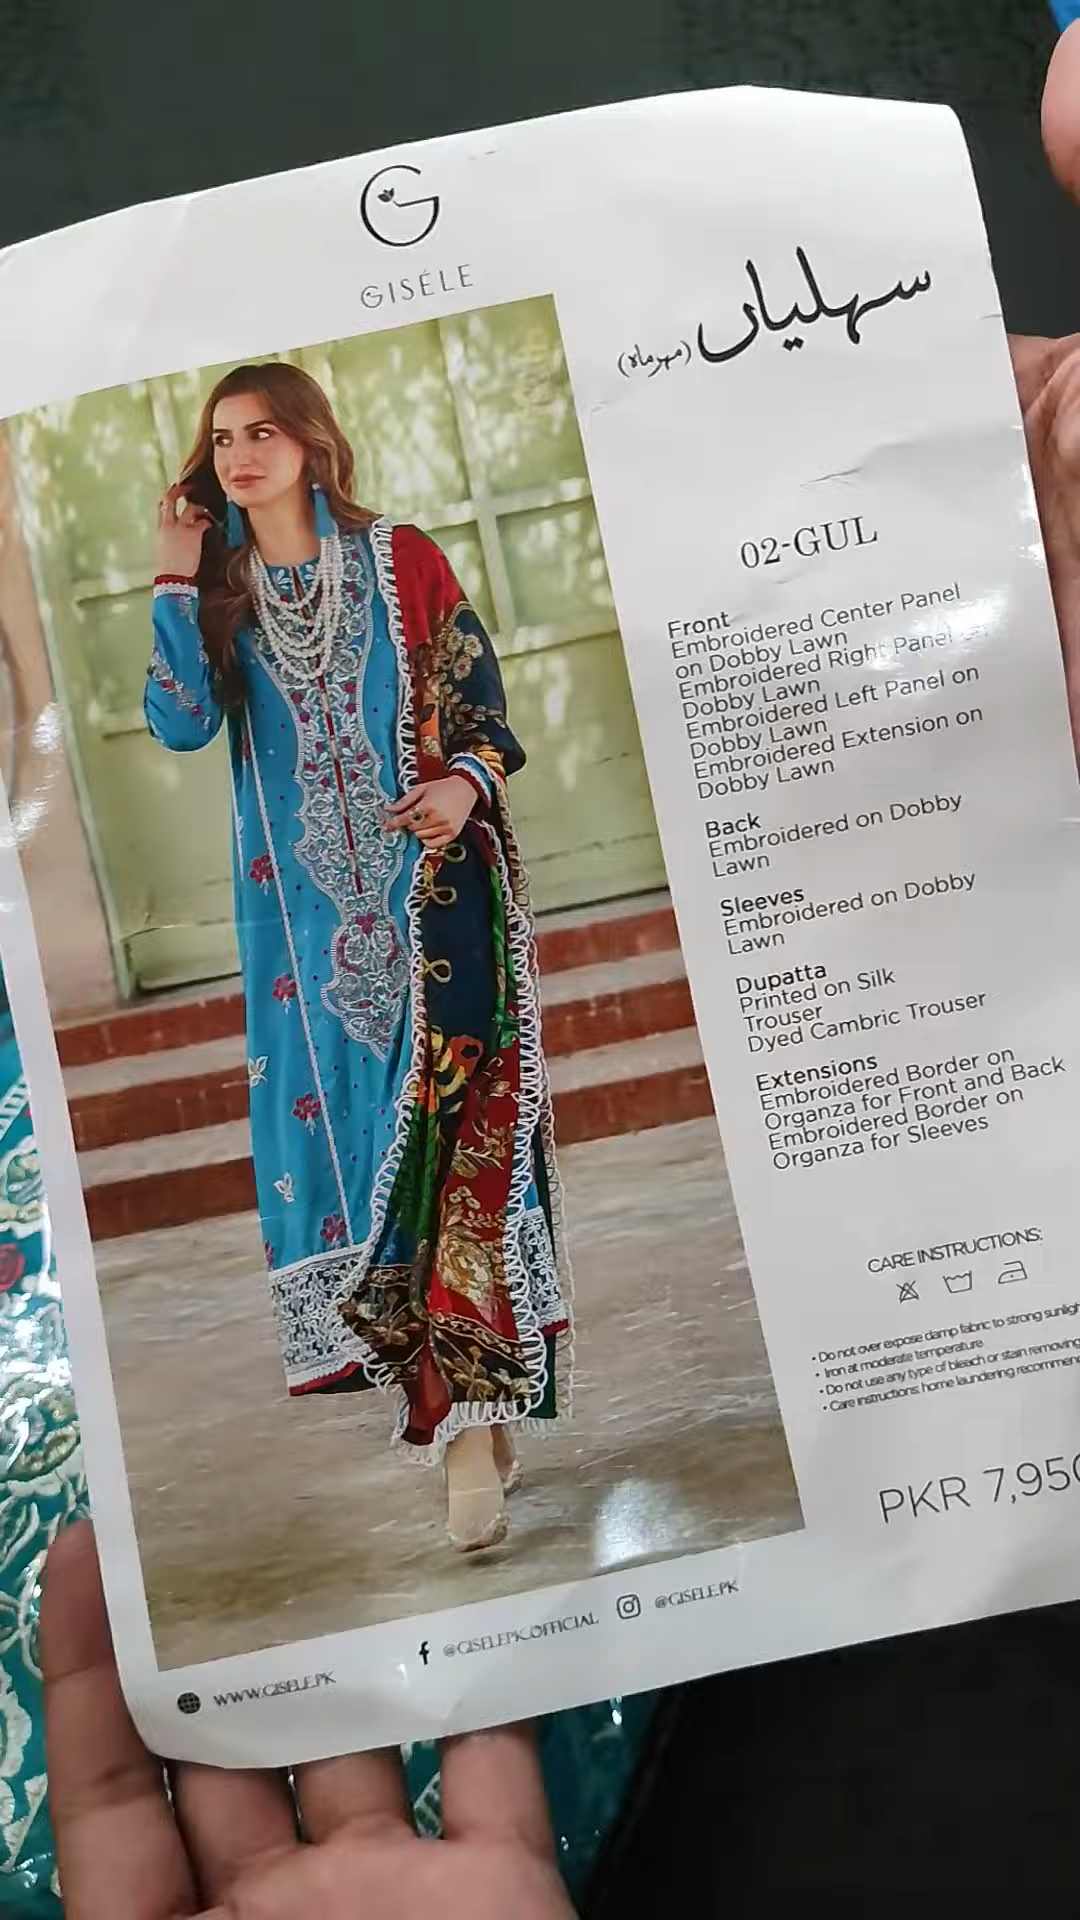 GISÉLE
سہلیاں
(مہرماہ)
02-GUL
Front
Embroidered Center Panel
on Dobby Lawn
Embroidered Right Panel on
Dobby Lawn
Embroidered Left Panel on
Dobby Lawn
Embroidered Extension on
Dobby Lawn
Back
Embroidered on Dobby
Lawn
Sleeves
Embroidered on Dobby
Lawn
Dupatta
Printed on Silk
Trouser
Dyed Cambric Trouser
Extensions
Embroidered Border on
Organza for Front and Back
Embroidered Border on
Organza for Sleeves
CARE INSTRUCTIONS:
• Do not over expose damp fabric to strong
• Iron at moderate temperature
• Do not use any type of bleach or stain removing
• Care instructions: home laundering
PKR 7,950
@GISELEPK.OFFICIAL
@GISELE.PK
WWW.GISELE.PK